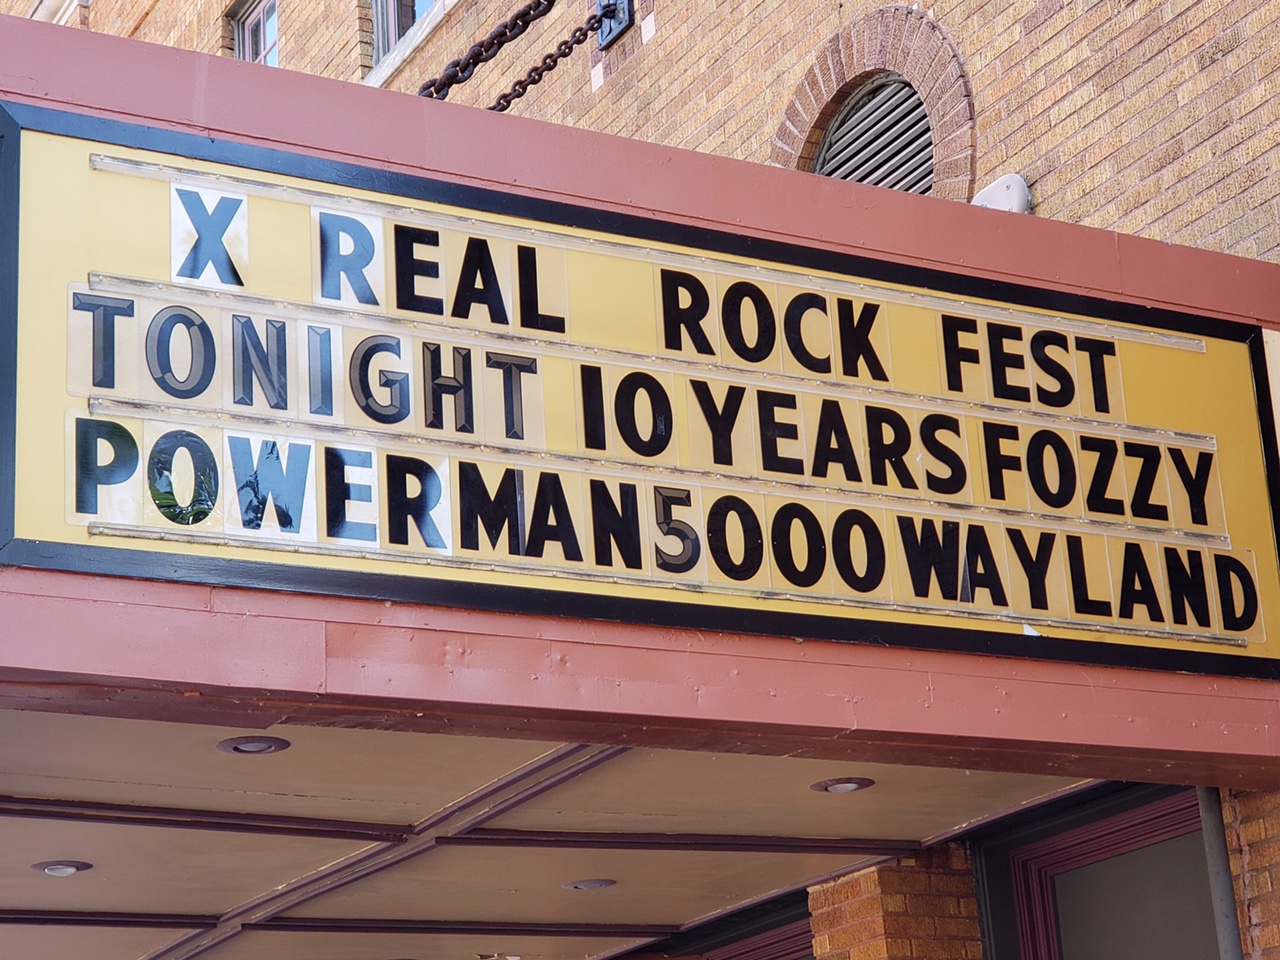 X REAL ROCK FEST
TONIGHT 10 YEARS FOZZY
POWERMAN 5000 WAYLAND